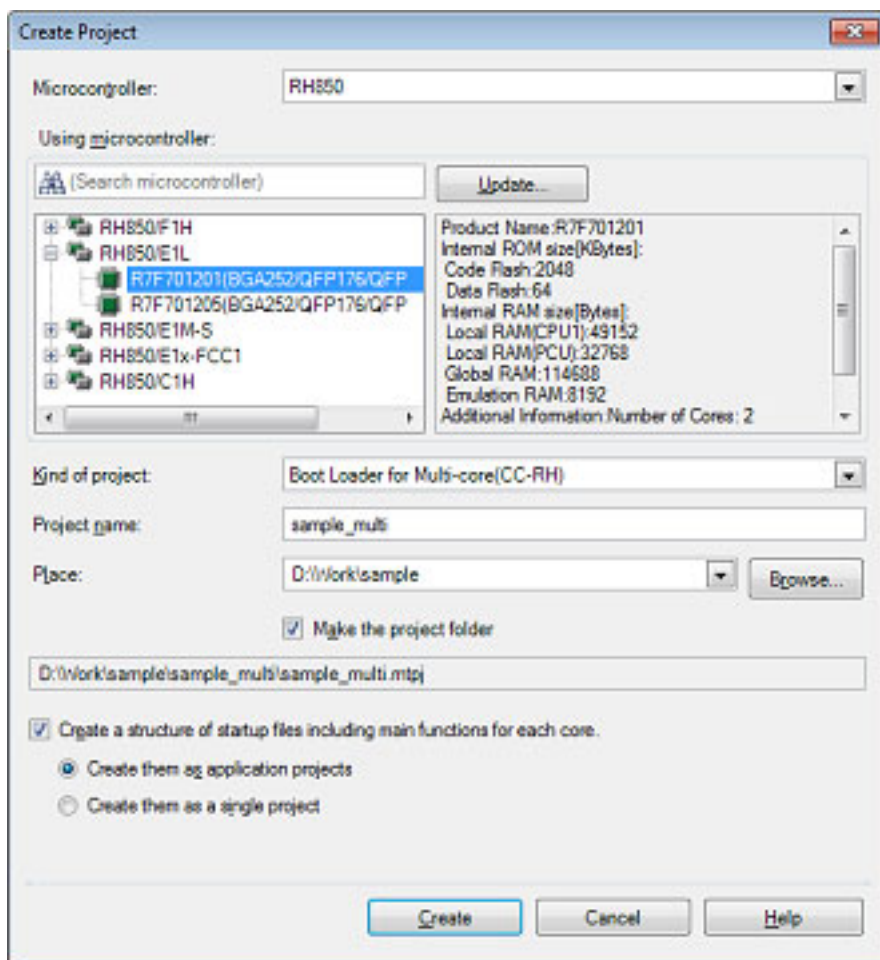 Create Project
Microcontroller: RH850
Using microcontroller:
(Search microcontroller) Update...
RH850/F1H
RH850/E1L
R7F701201(BGA252/QFP176/QFP
R7F701205(BGA252/QFP176/QFP
RH850/E1M-S
RH850/E1x-FCC1
RH850/C1H
Product Name:R7F701201
Internal ROM size[KBytes]:
Code Flash:2048
Data Flash:64
Internal RAM size[Bytes]:
Local RAM(CPU1):49152
Local RAM(PCU):32768
Global RAM:114688
Emulation RAM:8192
Additional Information:Number of Cores: 2
Kind of project: Boot Loader for Multi-core(CC-RH)
Project name: sample_multi
Place: D:\Work\sample Browse...
Make the project folder
D:\Work\sample\sample_multi\sample_multi.mtpj
Create a structure of startup files including main functions for each core.
Create them as application projects
Create them as a single project
Create Cancel Help